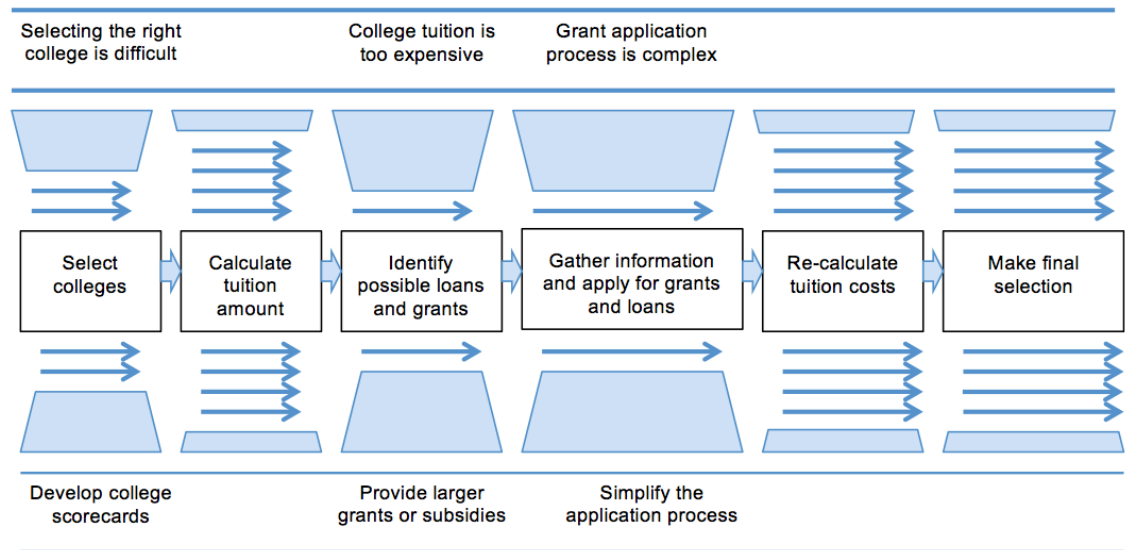 Selecting the right
college is difficult
College tuition is
too expensive
Grant application
process is complex
Select
colleges
Calculate
tuition
amount
Identify
possible loans
and grants
Gather information
and apply for grants
and loans
Re-calculate
tuition costs
Make final
selection
Develop college
scorecards
Provide larger
grants or subsidies
Simplify the
application process